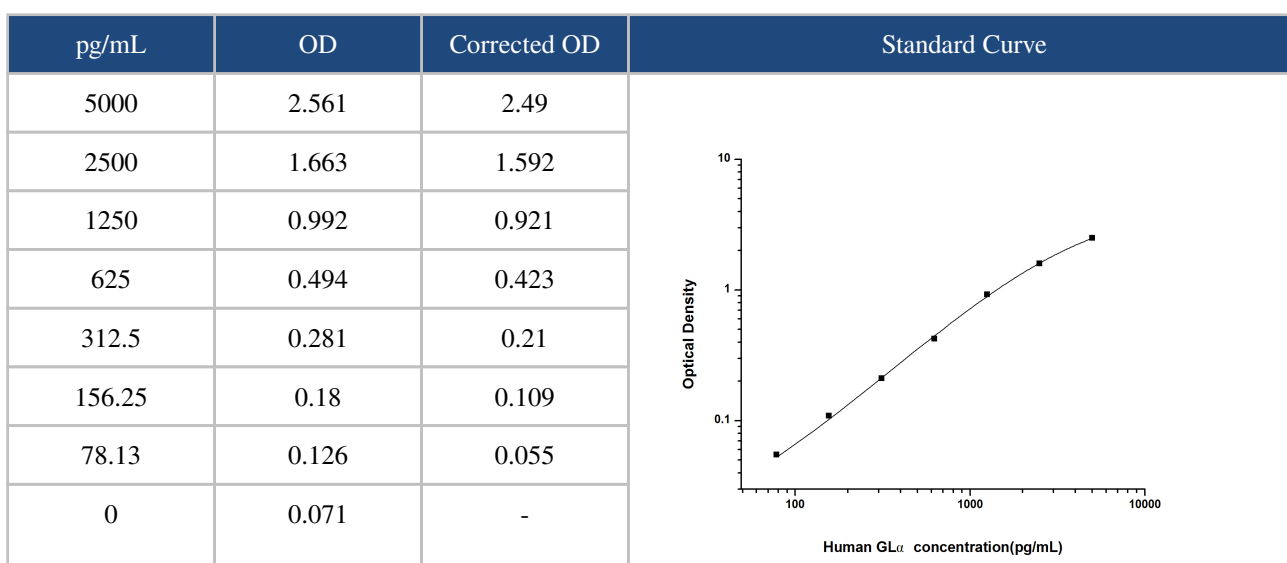 pg/mL OD Corrected OD Standard Curve
5000 2.561 2.49
2500 1.663 1.592
1250 0.992 0.921
625 0.494 0.423
312.5 0.281 0.21
156.25 0.18 0.109
78.13 0.126 0.055
0 0.071 -
10
1
0.1
Optical Density
100 1000 10000
Human GLα concentration(pg/mL)